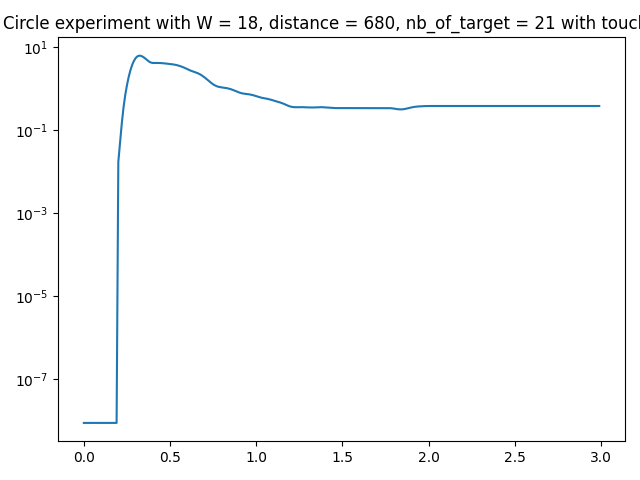 Circle experiment with W = 18, distance = 680, nb_of_target = 21 with touch
10¹
10⁻¹
10⁻³
10⁻⁵
10⁻⁷
0.0 0.5 1.0 1.5 2.0 2.5 3.0